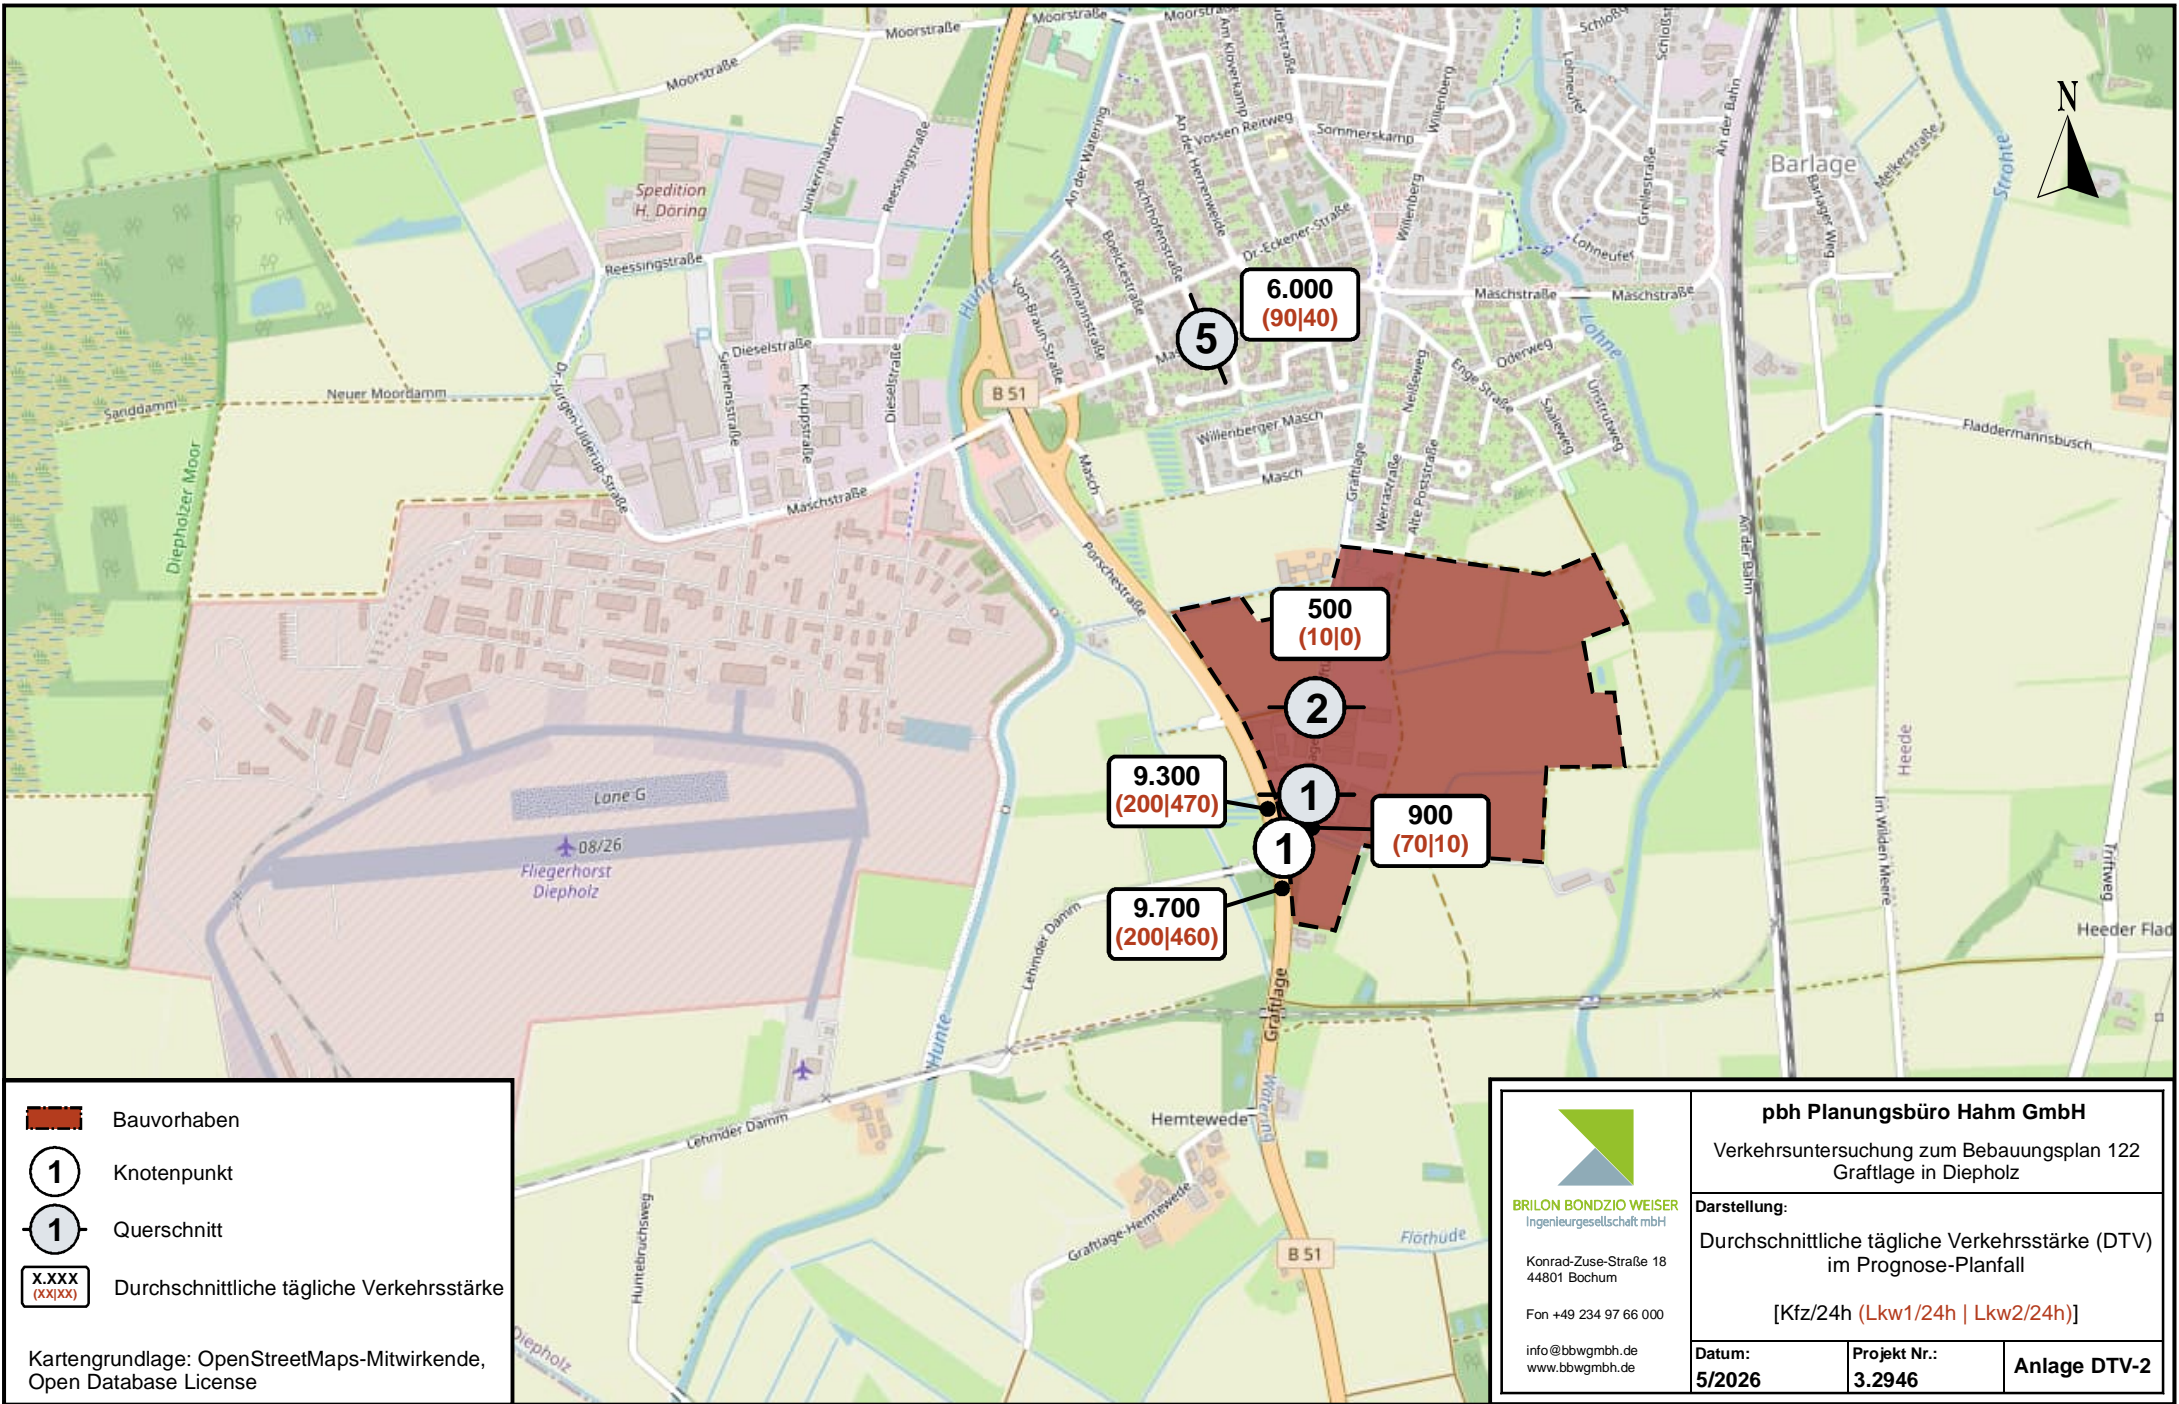 Moorstraße
Moorstraße
Moorstraße
Moorstraße
Am Klöverkamp
Schloßst
Lohneufer
Willenberg
An der Bahn
N
Junkernhäusern
Reessingstraße
An der Watering
An der Herrenweide
Vossen Reitweg
Sommerskamp
Barlage
Melkerstraße
Strohte
Spedition
H. Döring
Richthofenstraße
Willenberg
Grellestraße
Barlager Weg
Reessingstraße
Dr.-Eckener-Straße
Lohneufer
Boelckestraße
Immelmannstraße
Von-Braun-Straße
Hunte
6.000
(90|40)
5
Maschstraße
Maschstraße
Lohne
P
Dieselstraße
Siemensstraße
Kruppstraße
Dieselstraße
Dr.-Jürgen-Ulderup-Straße
Neuer Moordamm
Sanddamm
B 51
Oderweg
Enge Straße
Neißeweg
Unstrutweg
Saaleweg
Willenberger Masch
Masch
Masch
Graftlage
Werrastraße
Alte Poststraße
Fladdermannsbusch
Diepholzer Moor
Maschstraße
Porschestraße
An der Bahn
500
(10|0)
2
Heede
9.300
(200|470)
1
900
(70|10)
1
Lane G
08/26
Fliegerhorst
Diepholz
9.700
(200|460)
Im Wilden Meere
Triftweg
Heeder Flad
Lehmder Damm
Graftlage
Hunte
Watering
Hemtewede
Lehmder Damm
Graftlage-Hemtewede
Huntebruchsweg
Flöthüde
B 51
Diepholz
Bauvorhaben
1 Knotenpunkt
1 Querschnitt
X.XXX
(XX|XX)
Durchschnittliche tägliche Verkehrsstärke
Kartengrundlage: OpenStreetMaps-Mitwirkende,
Open Database License
BRILON BONDZIO WEISER
Ingenieurgesellschaft mbH
Konrad-Zuse-Straße 18
44801 Bochum
Fon +49 234 97 66 000
info@bbwgmbh.de
www.bbwgmbh.de
pbh Planungsbüro Hahm GmbH
Verkehrsuntersuchung zum Bebauungsplan 122
Graftlage in Diepholz
Darstellung:
Durchschnittliche tägliche Verkehrsstärke (DTV)
im Prognose-Planfall
[Kfz/24h (Lkw1/24h | Lkw2/24h)]
Datum:
5/2026
Projekt Nr.:
3.2946
Anlage DTV-2